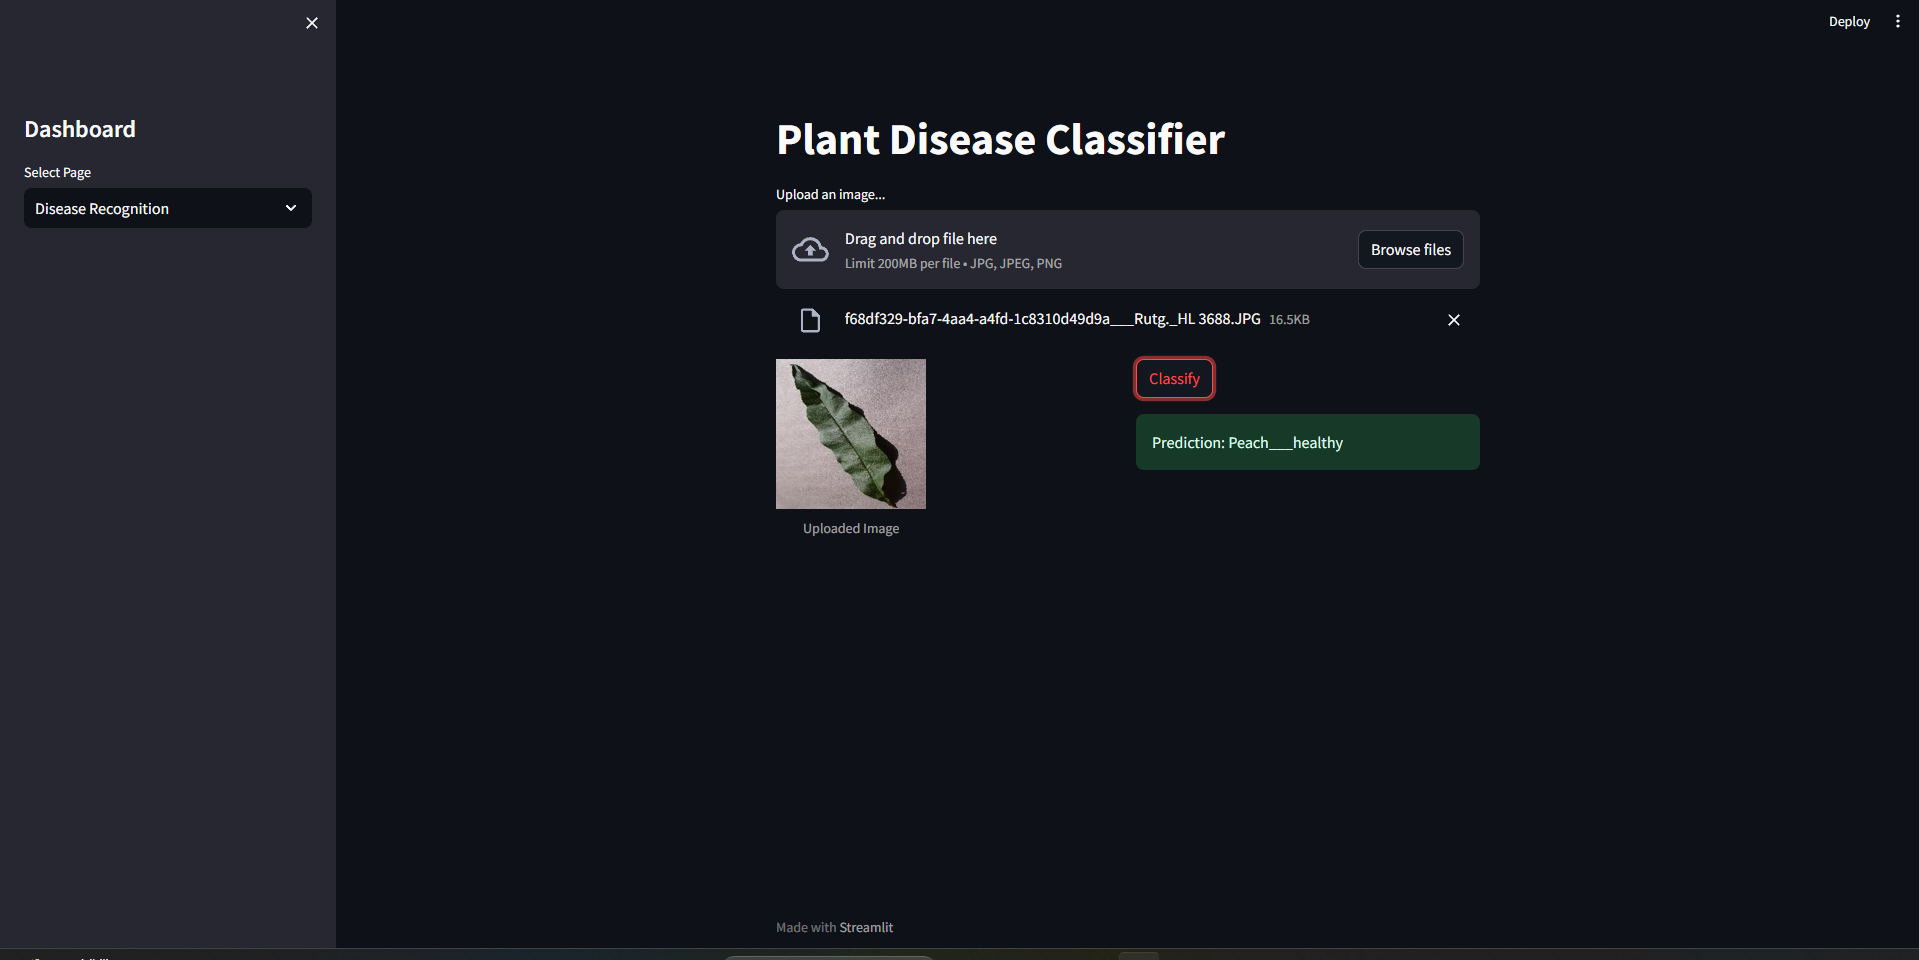 Deploy
Dashboard
Select Page
Disease Recognition
Plant Disease Classifier
Upload an image...
Drag and drop file here
Limit 200MB per file • JPG, JPEG, PNG
Browse files
f68df329-bfa7-4aa4-a4fd-1c8310d49d9a___Rutg._HL 3688.JPG 16.5KB
Classify
Prediction: Peach___healthy
Uploaded Image
Made with Streamlit